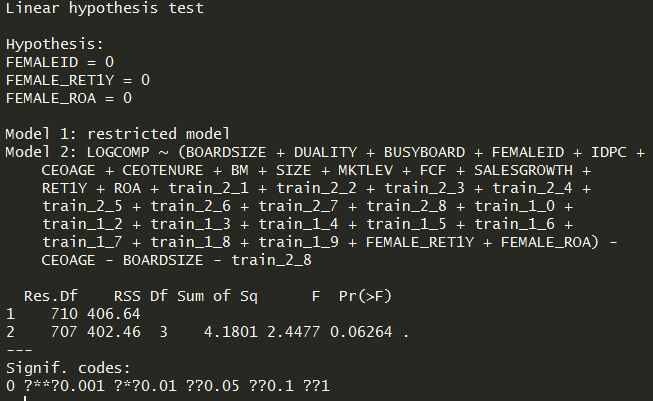 Linear hypothesis test
Hypothesis:
FEMALEID = 0
FEMALE_RET1Y = 0
FEMALE_ROA = 0
Model 1: restricted model
Model 2: LOGCOMP ~ (BOARDSIZE + DUALITY + BUSYBOARD + FEMALEID + IDPC +
CEOAGE + CEOTENURE + BM + SIZE + MKTLEV + FCF + SALESGROWTH +
RET1Y + ROA + train_2_1 + train_2_2 + train_2_3 + train_2_4 +
train_2_5 + train_2_6 + train_2_7 + train_2_8 + train_1_0 +
train_1_2 + train_1_3 + train_1_4 + train_1_5 + train_1_6 +
train_1_7 + train_1_8 + train_1_9 + FEMALE_RET1Y + FEMALE_ROA) -
CEOAGE - BOARDSIZE - train_2_8
Res.Df RSS Df Sum of Sq F Pr(>F)
1 710 406.64
2 707 402.46 3 4.1801 2.4477 0.06264 .
---
Signif. codes:
0 ?**?0.001 ?*?0.01 ??0.05 ??0.1 ??1